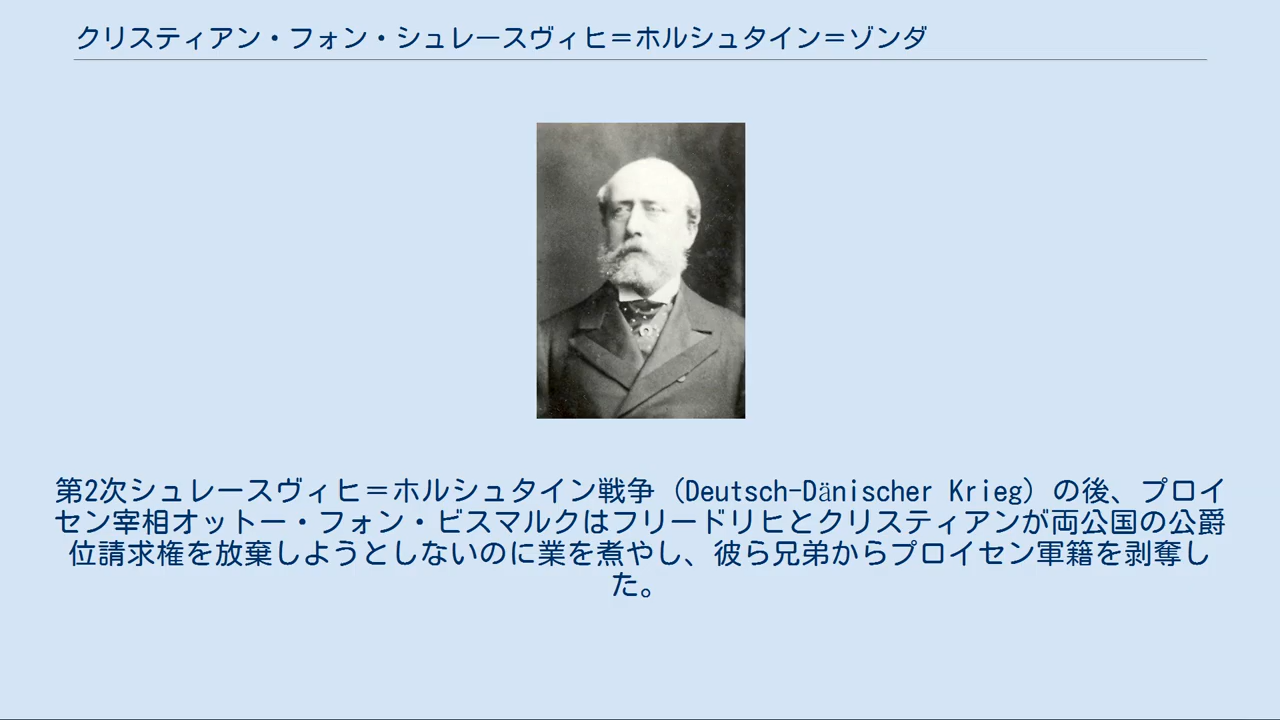 クリスティアン・フォン・シュレースヴィヒ＝ホルシュタイン＝ゾンダ
第2次シュレースヴィヒ＝ホルシュタイン戦争（Deutsch-Dänischer Krieg）の後、プロイ
セン宰相オットー・フォン・ビスマルクはフリードリヒとクリスティアンが両公国の公爵
位請求権を放棄しようとしないのに業を煮やし、彼ら兄弟からプロイセン軍籍を剥奪し
た。